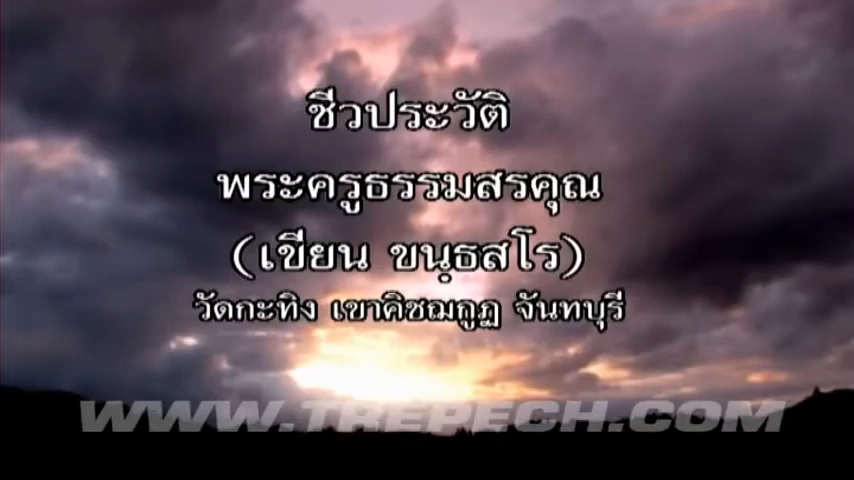 ชีวประวัติ
พระครูธรรมสรคุณ
(เขียน ขนฺธสโร)
วัดกะทิง เขาคิชฌกูฏ จันทบุรี
WWW.TREPECH.COM